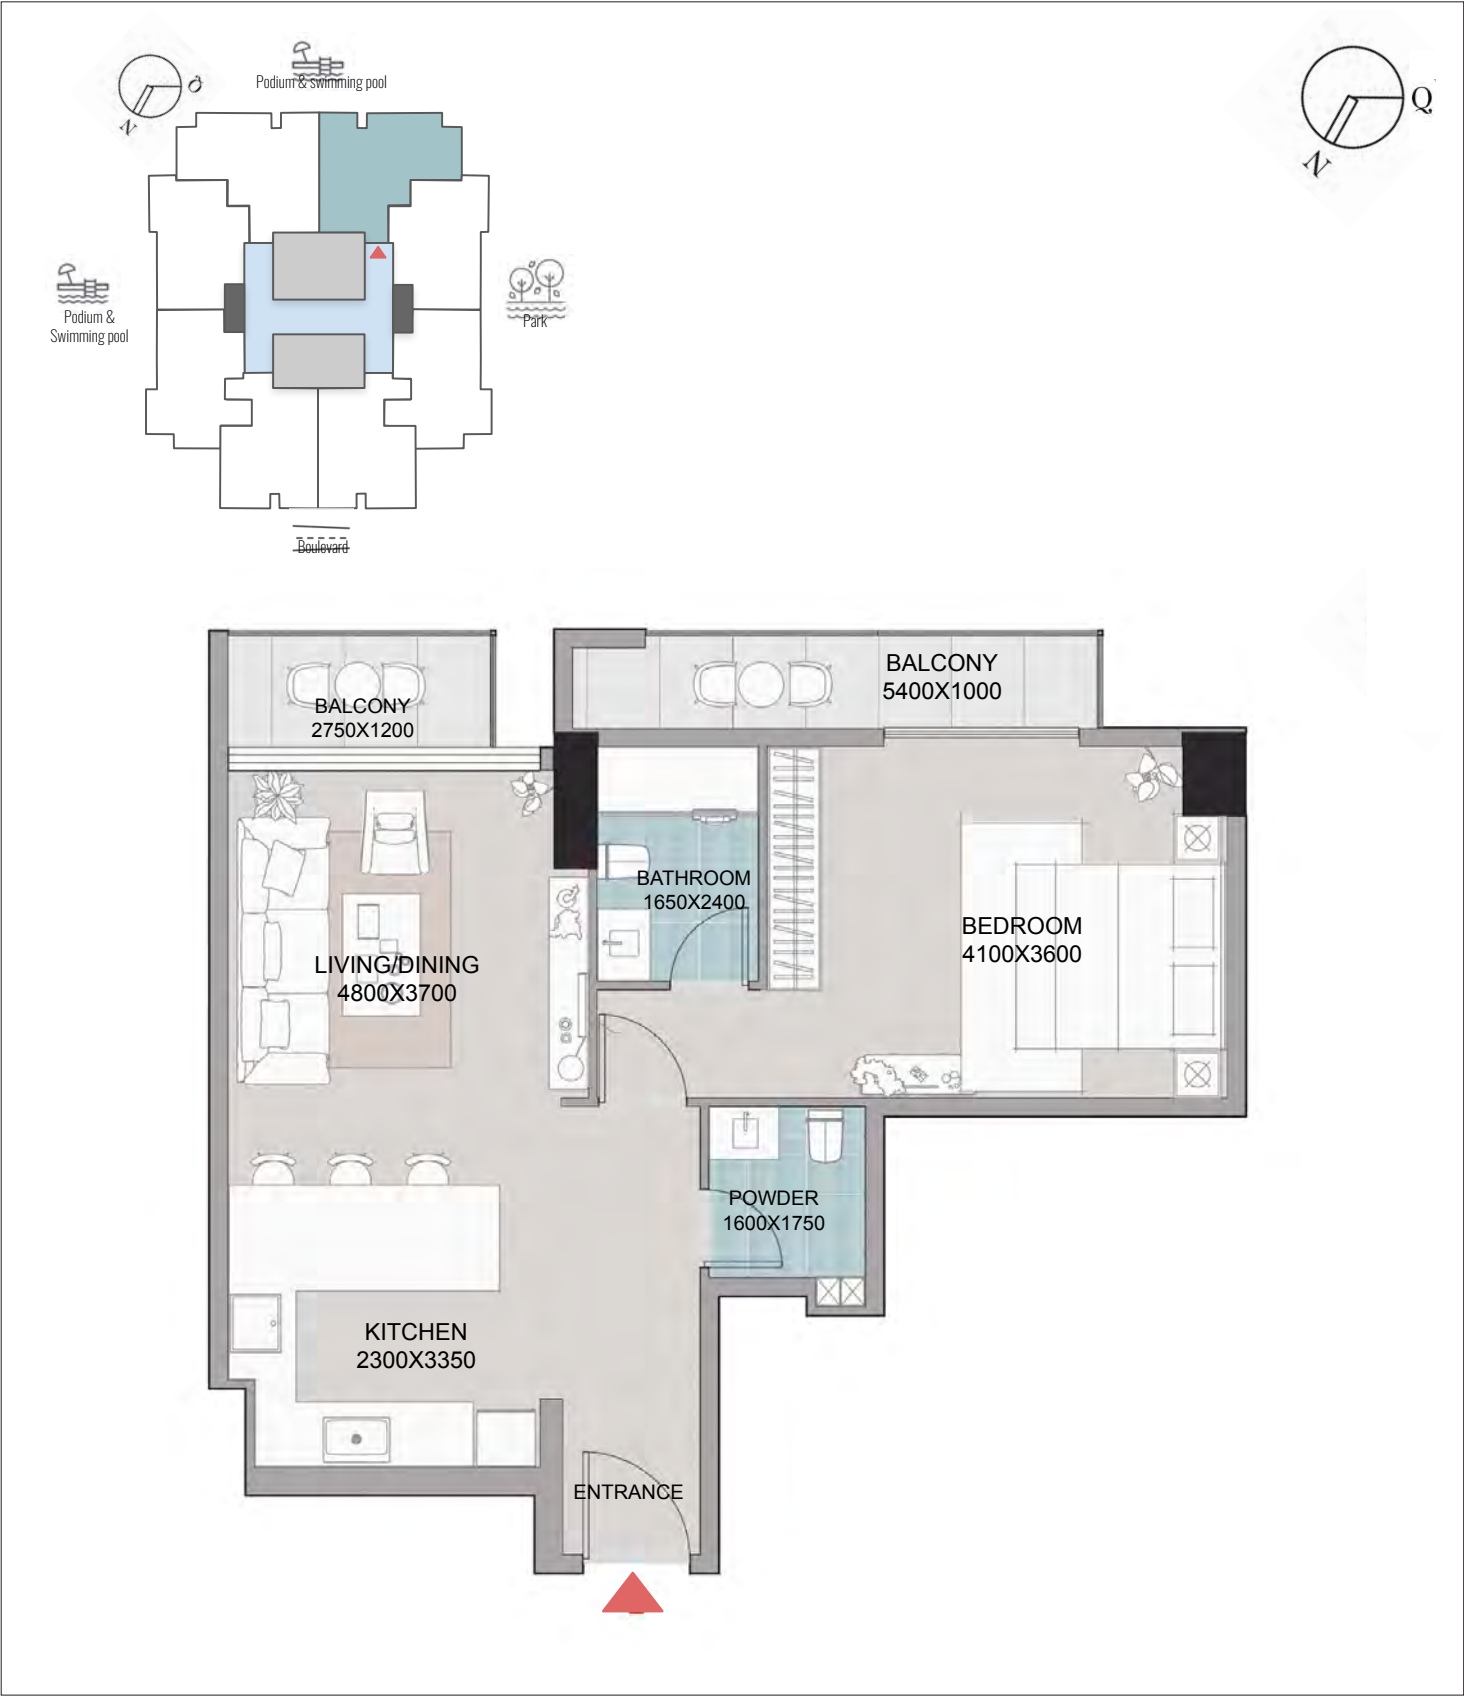 Podium & swimming pool
Q
N
Q
N
Podium &
Swimming pool
Park
Boulevard
BALCONY
5400X1000
BALCONY
2750X1200
BATHROOM
1650X2400
BEDROOM
4100X3600
LIVING/DINING
4800X3700
POWDER
1600X1750
KITCHEN
2300X3350
ENTRANCE